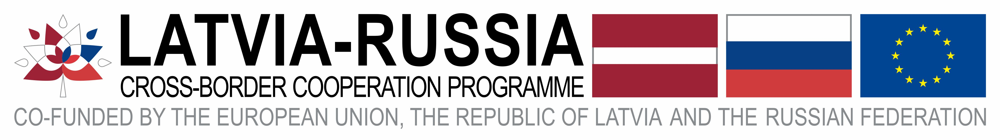 LATVIA-RUSSIA
CROSS-BORDER COOPERATION PROGRAMME
CO-FUNDED BY THE EUROPEAN UNION, THE REPUBLIC OF LATVIA AND THE RUSSIAN FEDERATION